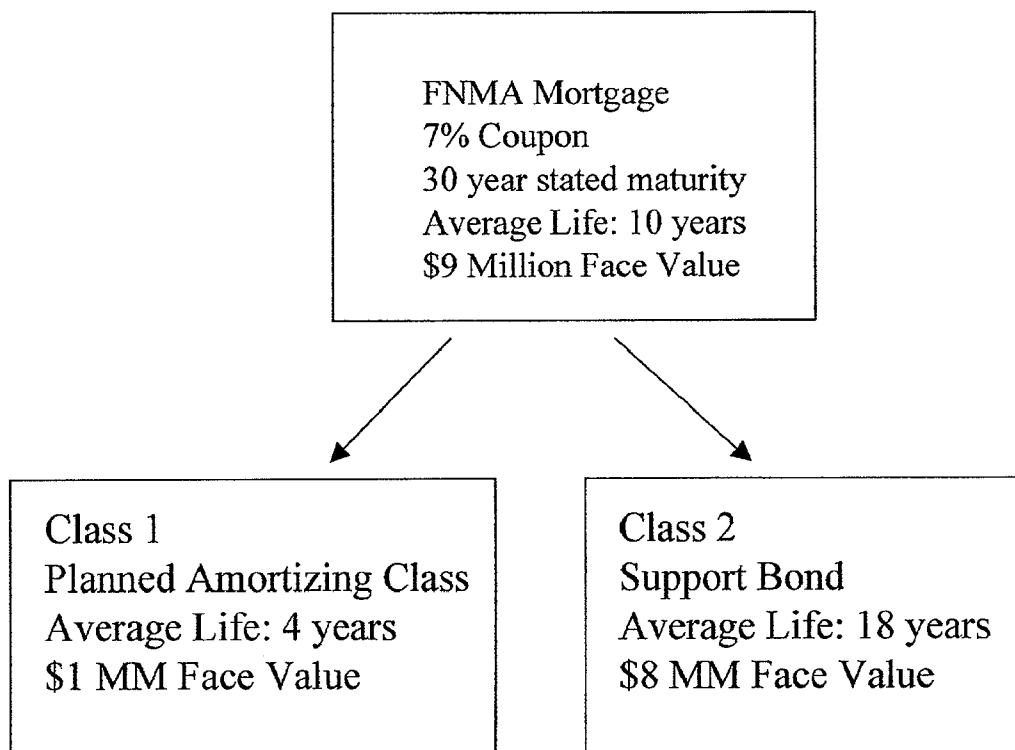 FNMA Mortgage
7% Coupon
30 year stated maturity
Average Life: 10 years
$9 Million Face Value
Class 1
Planned Amortizing Class
Average Life: 4 years
$1 MM Face Value
Class 2
Support Bond
Average Life: 18 years
$8 MM Face Value